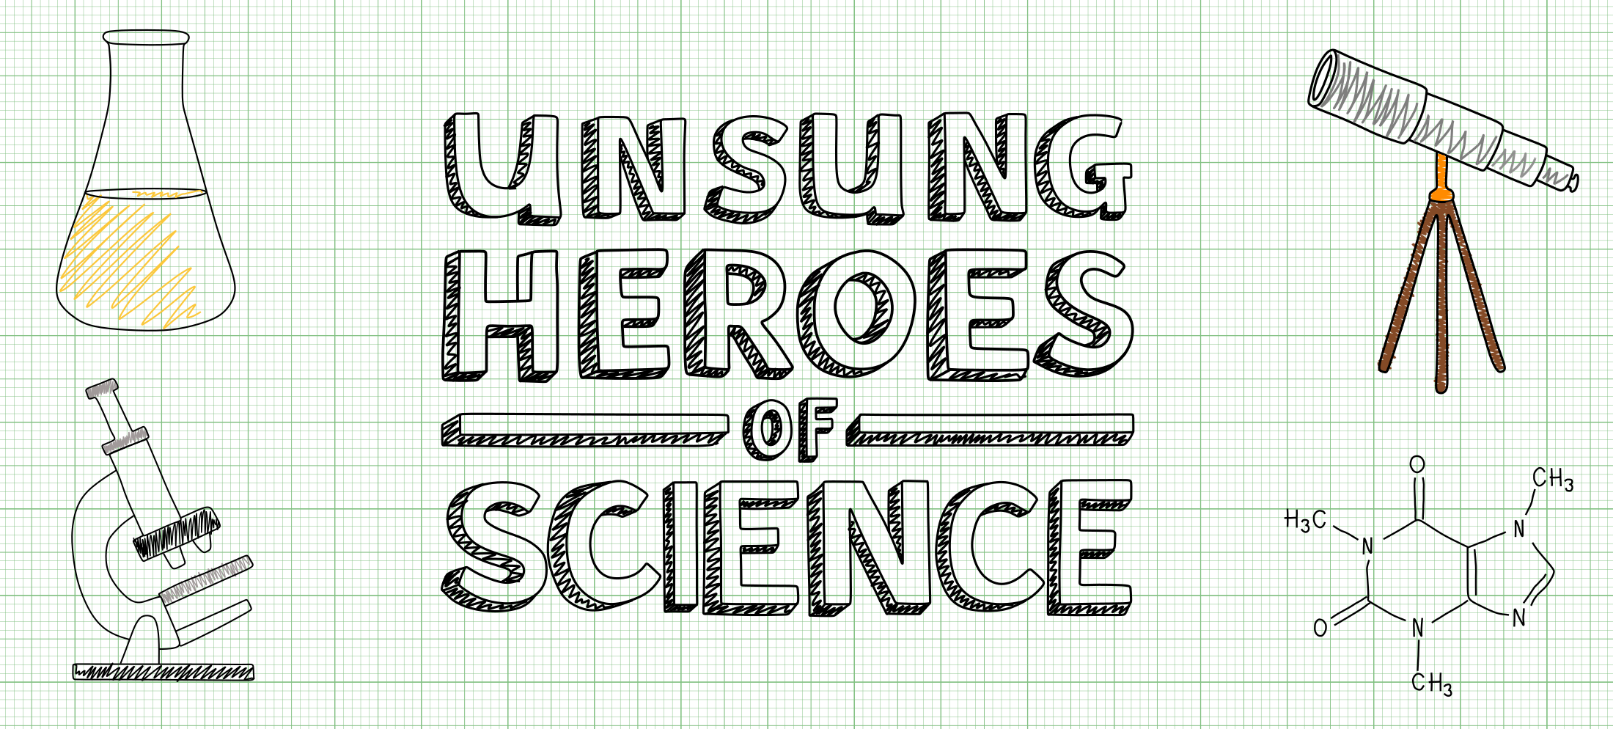 UNSUNG
HEROES
OF
SCIENCE
O
CH3
H3C
N
N
O
N
N
CH3